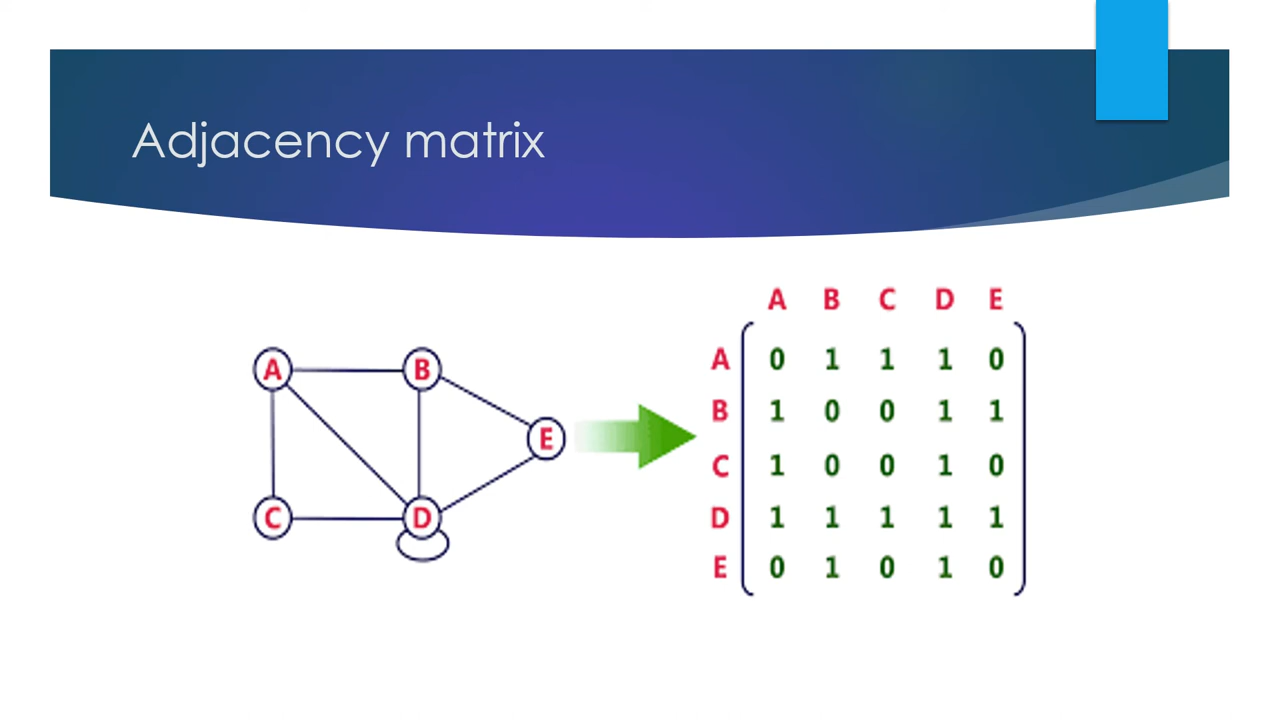 Adjacency matrix
A B C D E
A B
E
C D
A 0 1 1 1 0
B 1 0 0 1 1
C 1 0 0 1 0
D 1 1 1 1 1
E 0 1 0 1 0